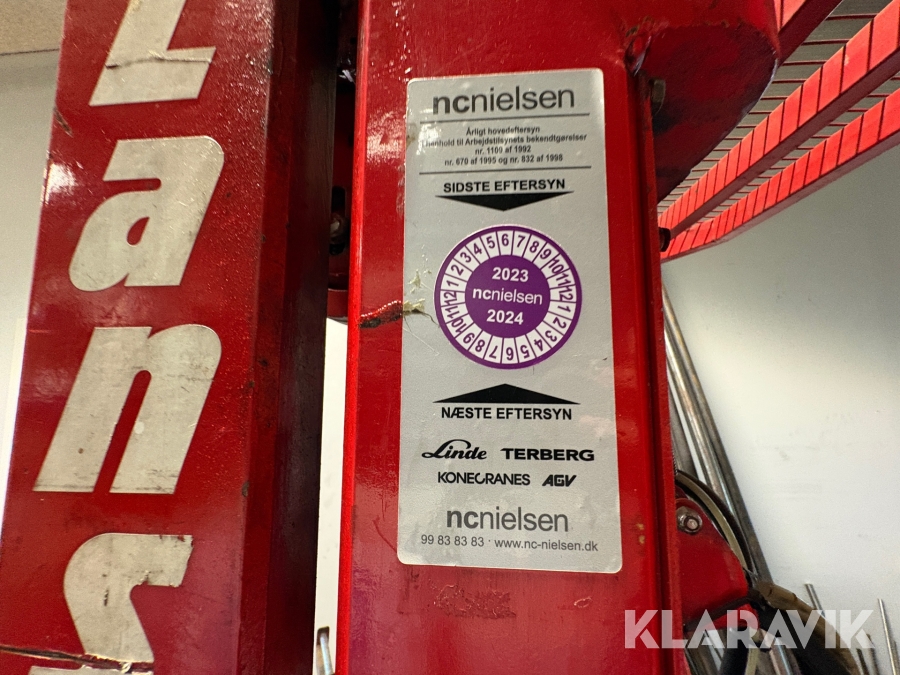 Lans
ncnielsen
Årligt hovedeftersyn
i henhold til Arbejdstilsynets bekendtgørelser
nr. 1109 af 1992
nr. 670 af 1995 og nr. 832 af 1998
SIDSTE EFTERSYN
1 2 3 4 5 6 7 8 9 10 11 12
2023
ncnielsen
2024
1 2 3 4 5 6 7 8 9 10 11 12
NÆSTE EFTERSYN
Linde TERBERG
KONECRANES AGV
ncnielsen
99 83 83 83 · www.nc-nielsen.dk
KLARAVIK